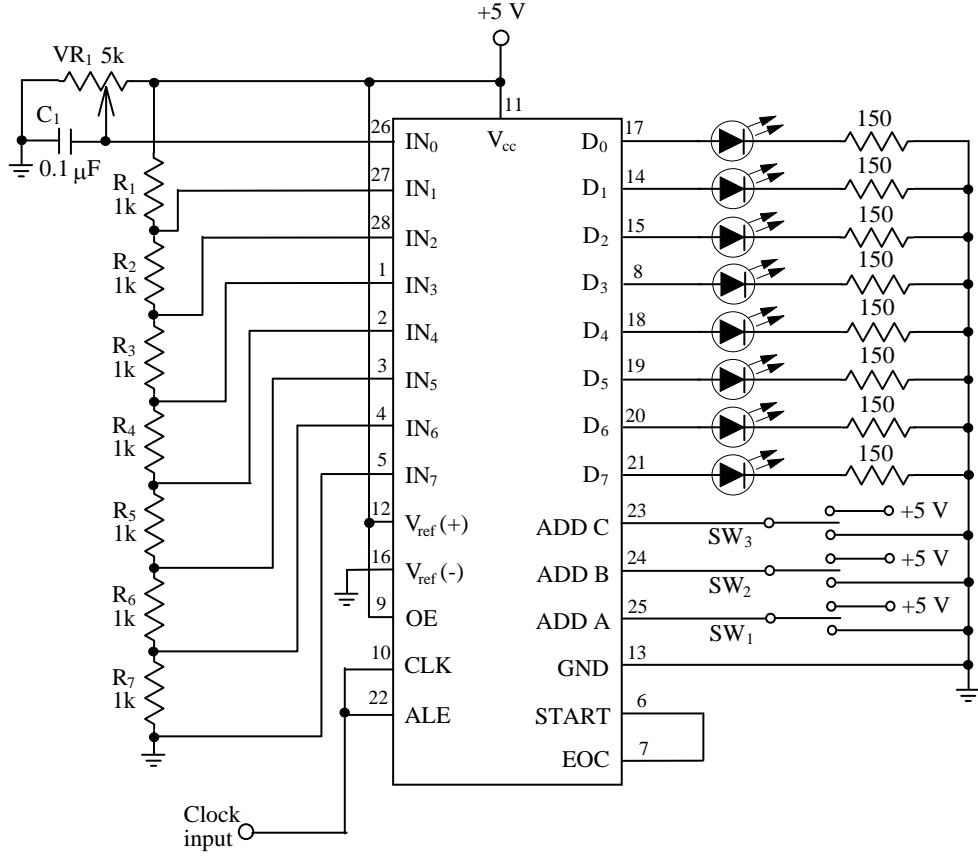 +5 V
VR₁ 5k
C₁
0.1 μF
R₁
1k
R₂
1k
R₃
1k
R₄
1k
R₅
1k
R₆
1k
R₇
1k
11
V_cc
26
IN₀
27
IN₁
28
IN₂
1
IN₃
2
IN₄
3
IN₅
4
IN₆
5
IN₇
12
V_ref (+)
16
V_ref (-)
9
OE
10
CLK
22
ALE
Clock
input
D₀
17
150
D₁
14
150
D₂
15
150
D₃
8
150
D₄
18
150
D₅
19
150
D₆
20
150
D₇
21
150
ADD C
23
SW₃
+5 V
ADD B
24
SW₂
+5 V
ADD A
25
SW₁
+5 V
GND
13
START
6
EOC
7